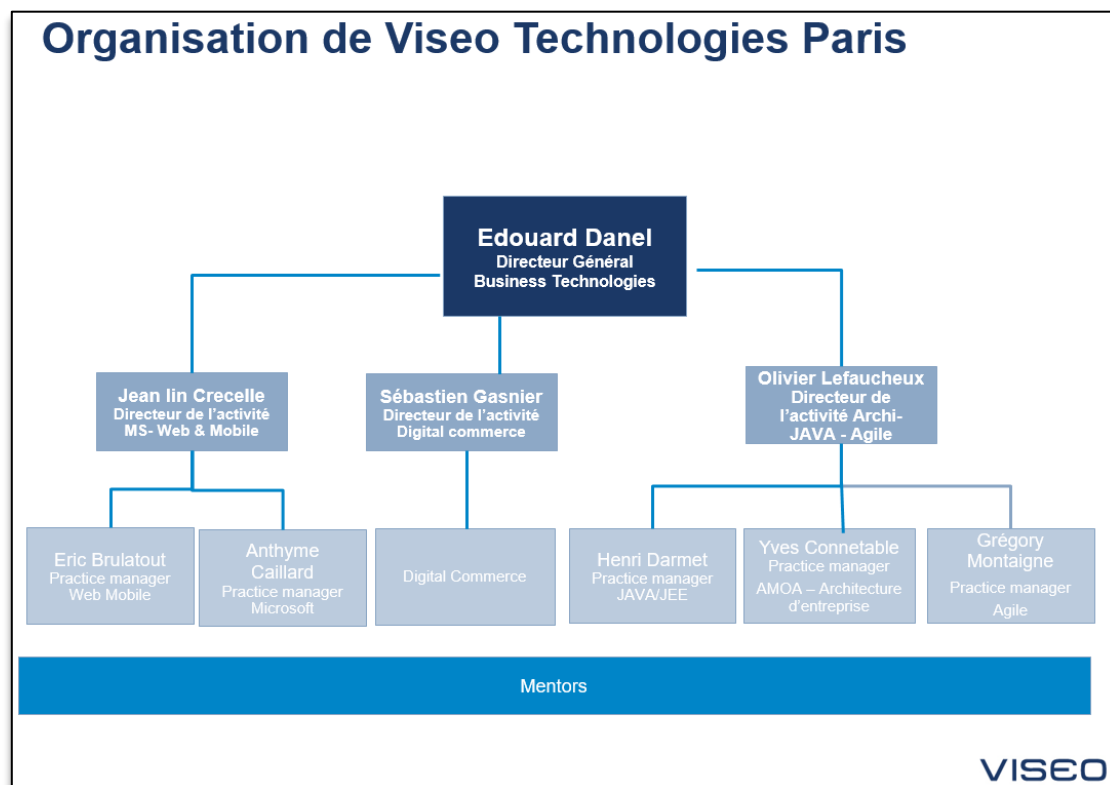 Organisation de Viseo Technologies Paris
Edouard Danel
Directeur Général
Business Technologies
Jean lin Crecelle
Directeur de l'activité
MS- Web & Mobile
Sébastien Gasnier
Directeur de l'activité
Digital commerce
Olivier Lefaucheux
Directeur de
l'activité Archi-
JAVA - Agile
Eric Brulatout
Practice manager
Web Mobile
Anthyme
Caillard
Practice manager
Microsoft
Digital Commerce
Henri Darmet
Practice manager
JAVA/JEE
Yves Connetable
Practice manager
AMOA – Architecture
d'entreprise
Grégory
Montaigne
Practice manager
Agile
Mentors
VISEO